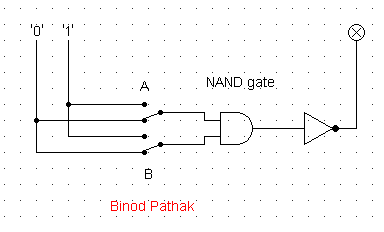 '0' '1'
A
NAND gate
B
Binod Pathak